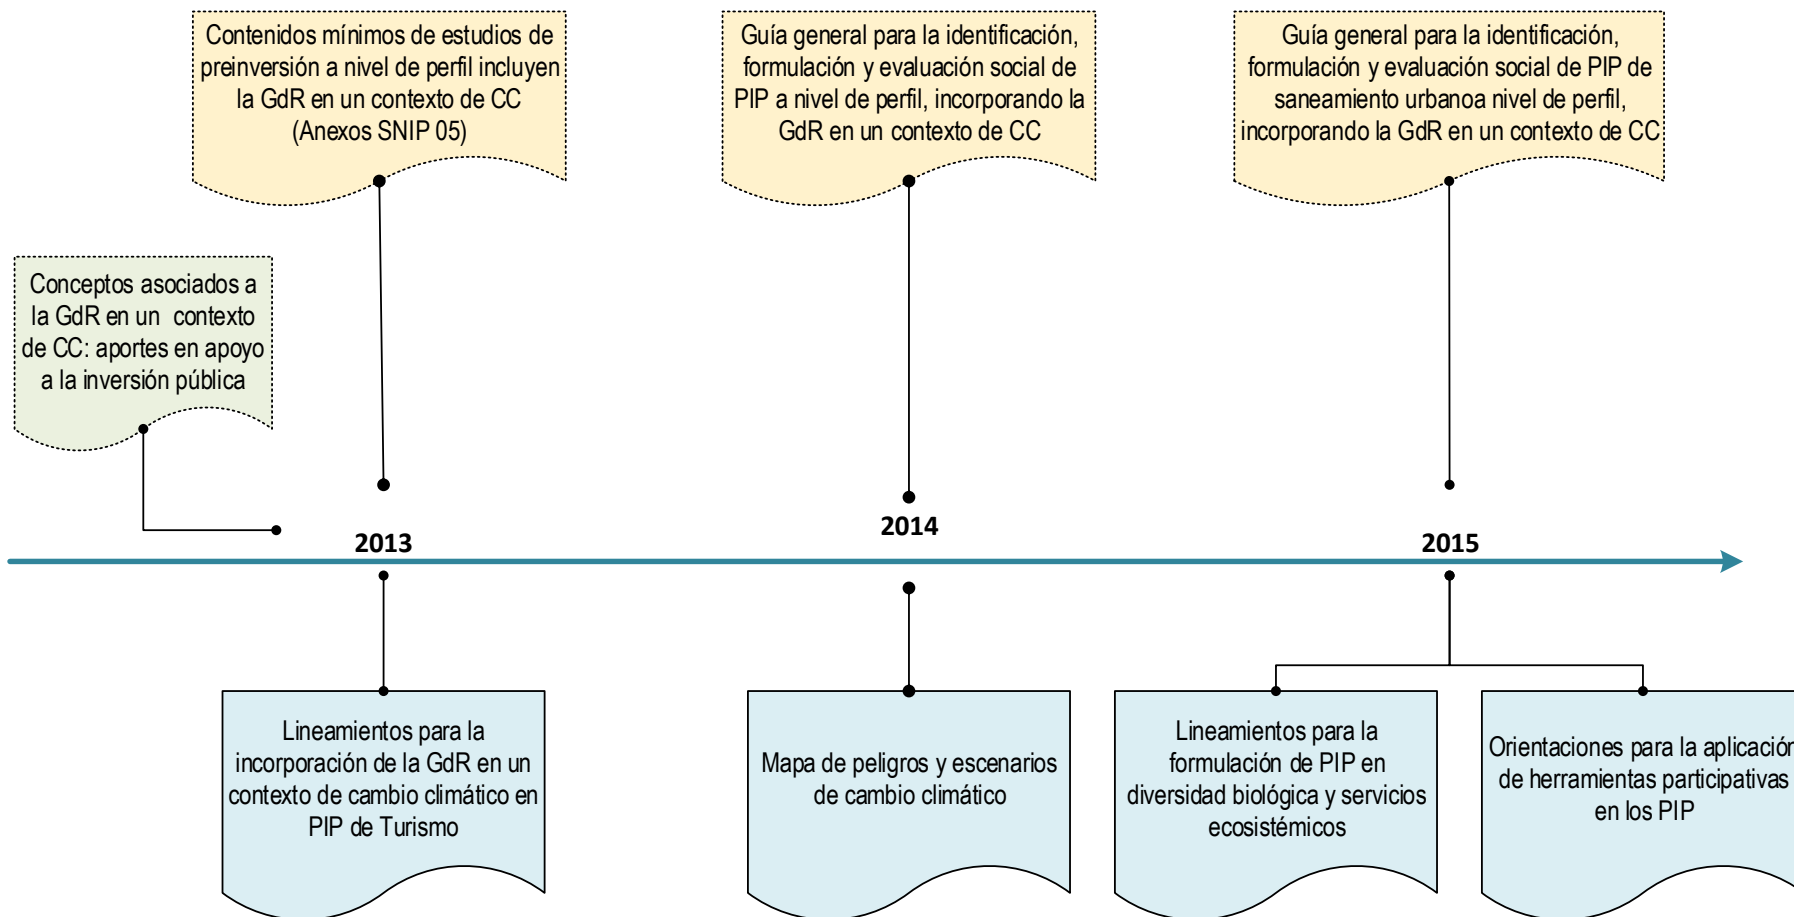 Contenidos mínimos de estudios de
preinversión a nivel de perfil incluyen
la GdR en un contexto de CC
(Anexos SNIP 05)
Guía general para la identificación,
formulación y evaluación social de
PIP a nivel de perfil, incorporando la
GdR en un contexto de CC
Guía general para la identificación,
formulación y evaluación social de PIP de
saneamiento urbanoa nivel de perfil,
incorporando la GdR en un contexto de CC
Conceptos asociados a
la GdR en un contexto
de CC: aportes en apoyo
a la inversión pública
2013
2014
2015
Lineamientos para la
incorporación de la GdR en un
contexto de cambio climático en
PIP de Turismo
Mapa de peligros y escenarios
de cambio climático
Lineamientos para la
formulación de PIP en
diversidad biológica y servicios
ecosistémicos
Orientaciones para la aplicación
de herramientas participativas
en los PIP